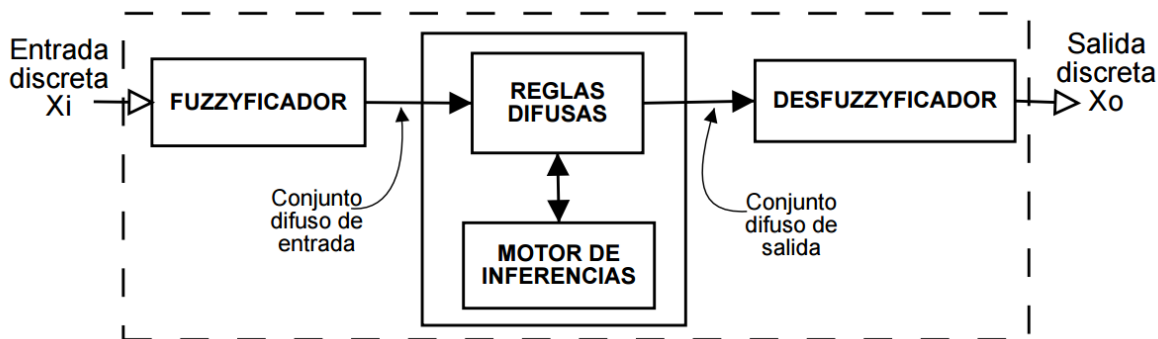 Entrada
discreta
Xi
FUZZYFICADOR
Conjunto
difuso de
entrada
REGLAS
DIFUSAS
MOTOR DE
INFERENCIAS
Conjunto
difuso de
salida
DESFUZZYFICADOR
Salida
discreta
Xo